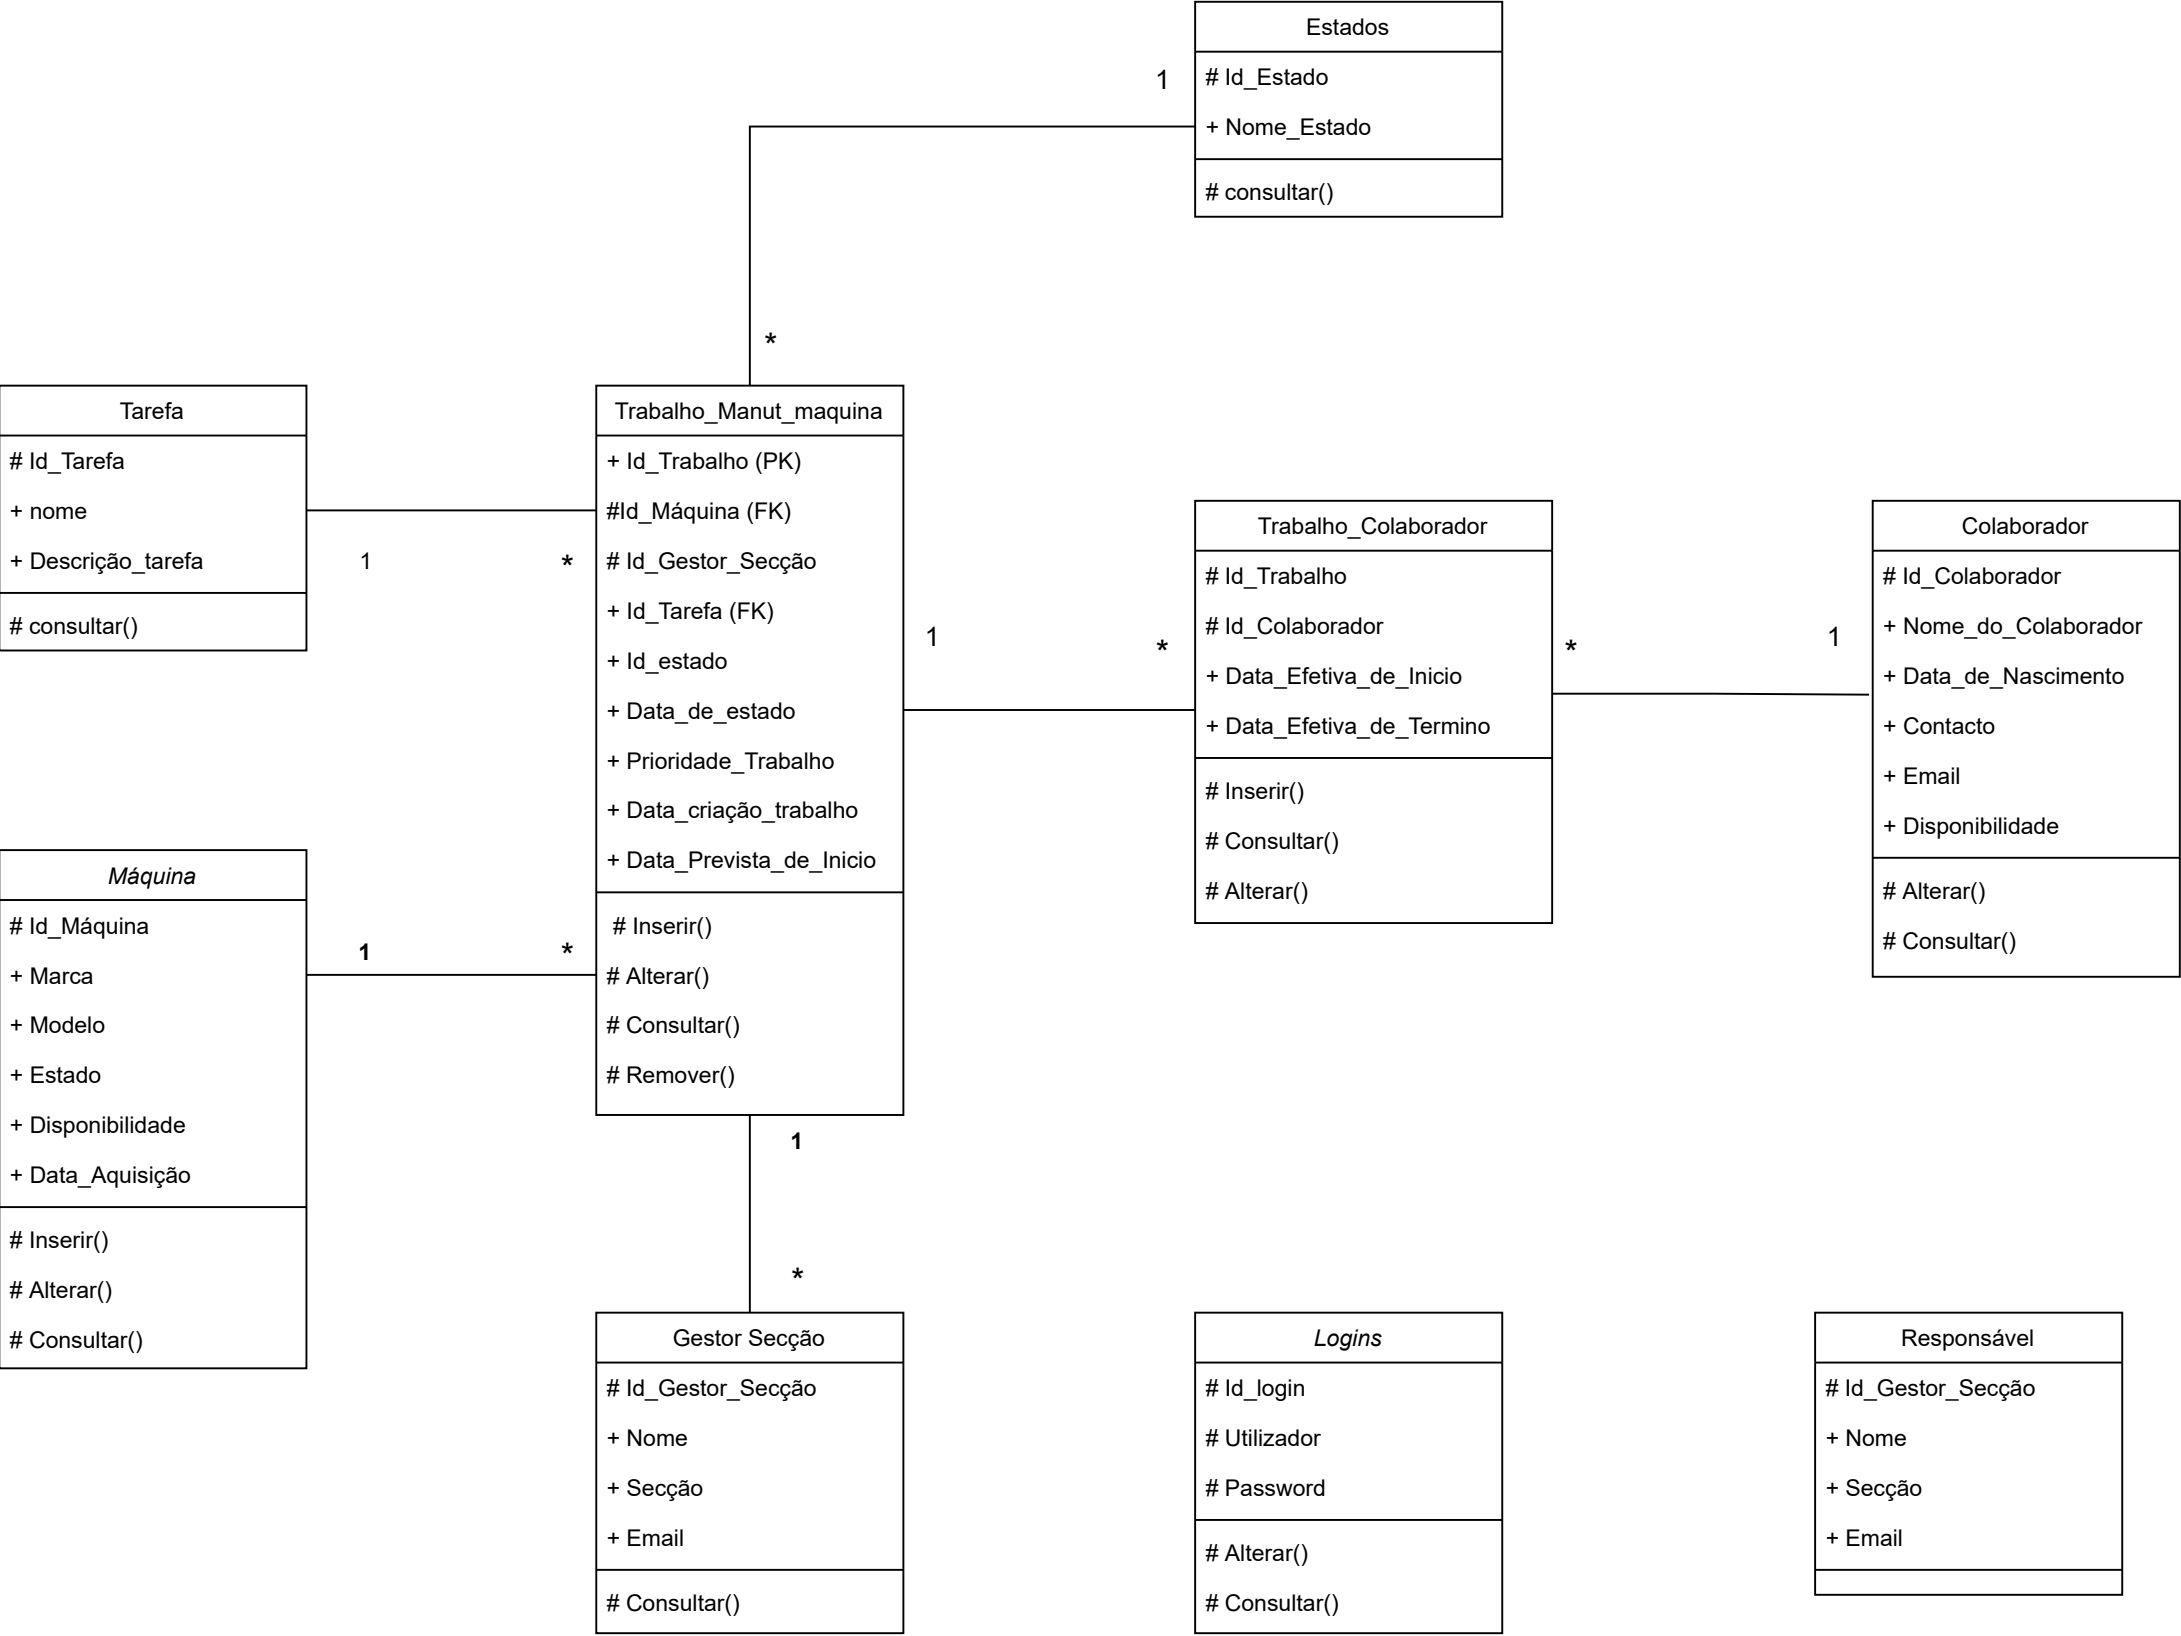 Estados
# Id_Estado
+ Nome_Estado
# consultar()
1
*
Tarefa
# Id_Tarefa
+ nome
+ Descrição_tarefa
# consultar()
1
*
Trabalho_Manut_maquina
+ Id_Trabalho (PK)
#Id_Máquina (FK)
# Id_Gestor_Secção
+ Id_Tarefa (FK)
+ Id_estado
+ Data_de_estado
+ Prioridade_Trabalho
+ Data_criação_trabalho
+ Data_Prevista_de_Inicio
# Inserir()
# Alterar()
# Consultar()
# Remover()
1
*
Trabalho_Colaborador
# Id_Trabalho
# Id_Colaborador
+ Data_Efetiva_de_Inicio
+ Data_Efetiva_de_Termino
# Inserir()
# Consultar()
# Alterar()
*
1
Colaborador
# Id_Colaborador
+ Nome_do_Colaborador
+ Data_de_Nascimento
+ Contacto
+ Email
+ Disponibilidade
# Alterar()
# Consultar()
Máquina
# Id_Máquina
+ Marca
+ Modelo
+ Estado
+ Disponibilidade
+ Data_Aquisição
# Inserir()
# Alterar()
# Consultar()
1
*
1
*
Gestor Secção
# Id_Gestor_Secção
+ Nome
+ Secção
+ Email
# Consultar()
Logins
# Id_login
# Utilizador
# Password
# Alterar()
# Consultar()
Responsável
# Id_Gestor_Secção
+ Nome
+ Secção
+ Email